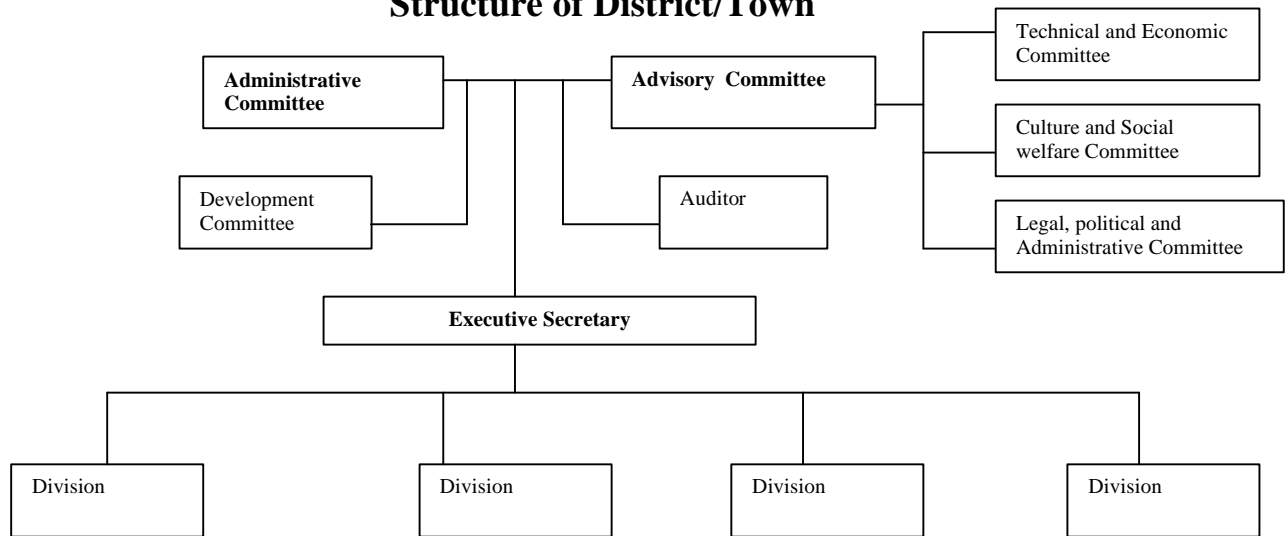 Structure of District/Town
Technical and Economic
Committee
Administrative
Committee
Advisory Committee
Culture and Social
welfare Committee
Development
Committee
Auditor
Legal, political and
Administrative Committee
Executive Secretary
Division
Division
Division
Division